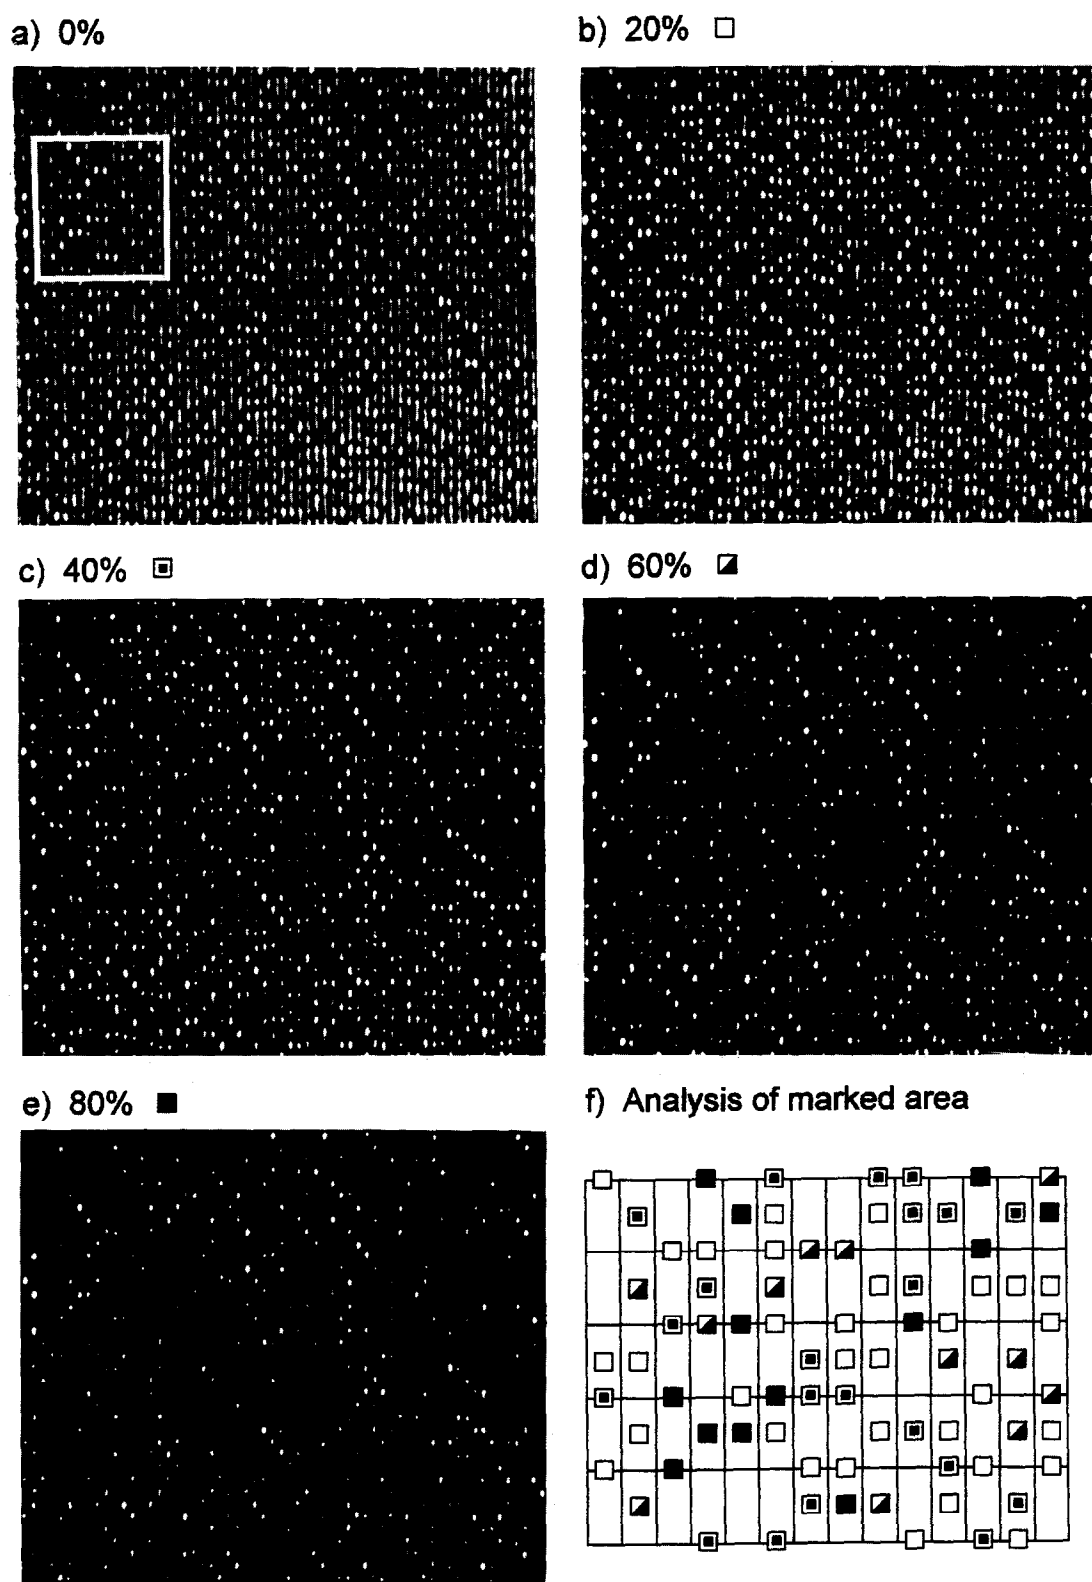 a) 0%
b) 20%
c) 40%
d) 60%
e) 80%
f) Analysis of marked area